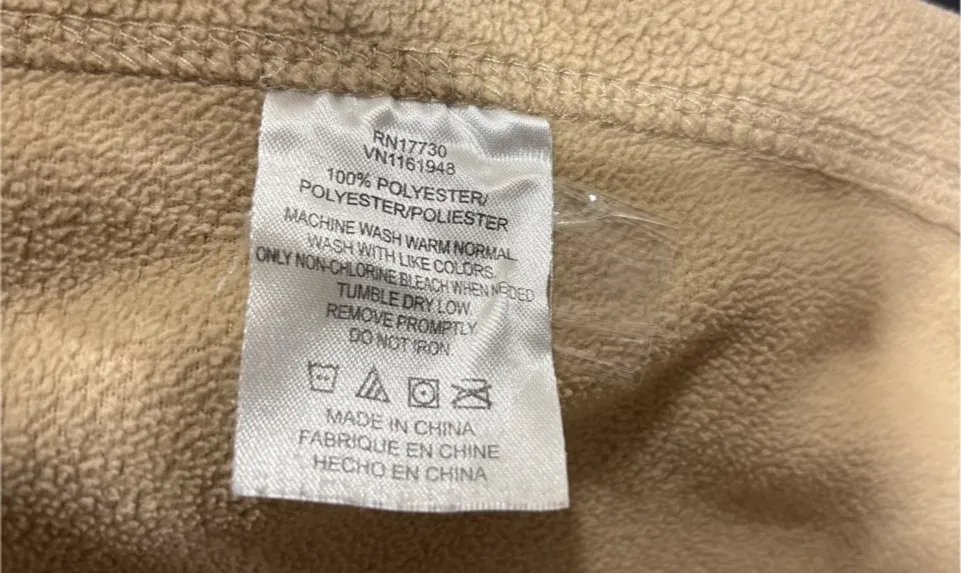 RN17730
VN1161948
100% POLYESTER/
POLYESTER/POLIESTER
MACHINE WASH WARM NORMAL.
WASH WITH LIKE COLORS.
ONLY NON-CHLORINE BLEACH WHEN NEEDED
TUMBLE DRY LOW
REMOVE PROMPTLY
DO NOT IRON
MADE IN CHINA
FABRIQUE EN CHINE
HECHO EN CHINA